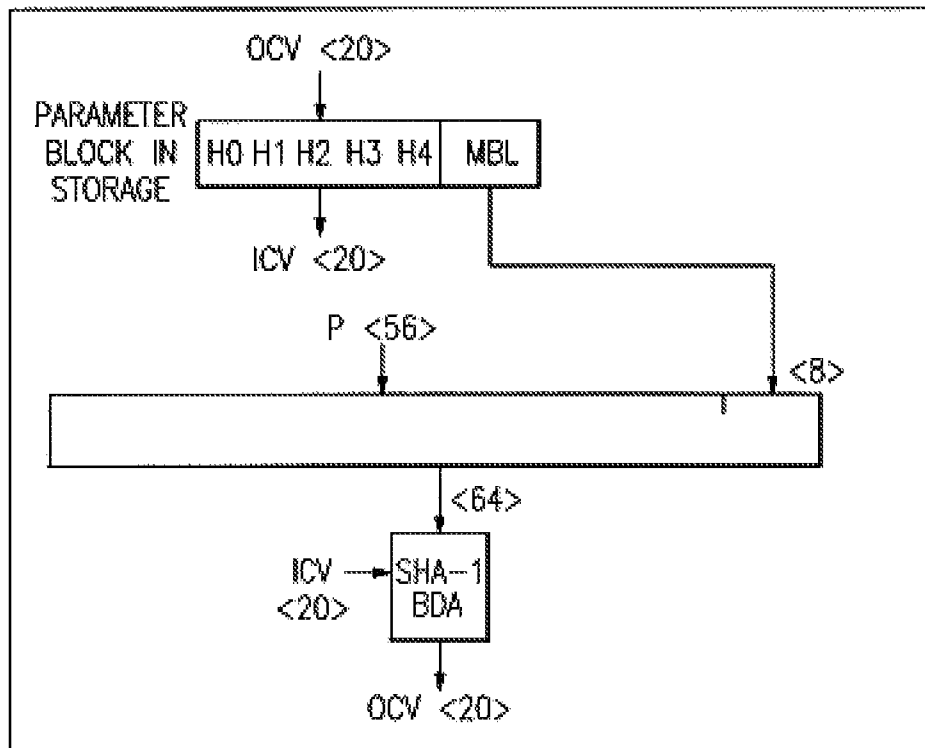 OCV <20>
PARAMETER
BLOCK IN
STORAGE
H0 H1 H2 H3 H4 MBL
ICV <20>
P <56>
<8>
<64>
ICV
<20>
SHA-1
BDA
OCV <20>